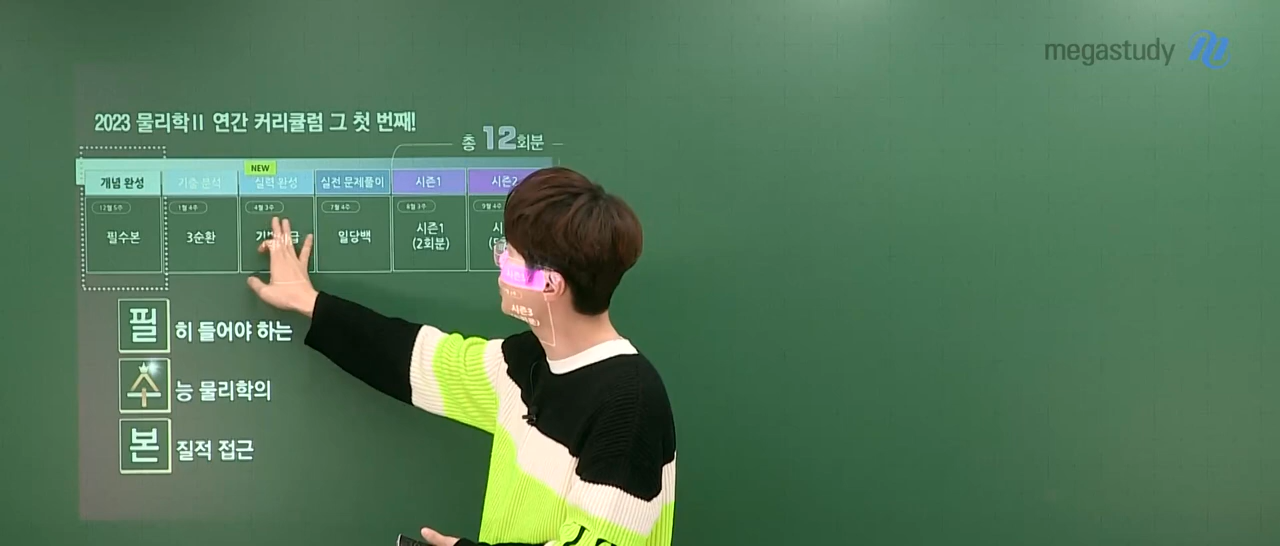 megastudy
2023 물리학II 연간 커리큘럼 그 첫 번째!
총 12회분
NEW
개념 완성 기출 분석 실력 완성 실전 문제풀이 시즌1 시즌2
12월 5주 1월 4주 4월 3주 7월 4주 8월 3주 9월 4주
필수본 3순환 일당백 시즌1
(2회분)
시즌3
필히 들어야 하는
수능 물리학의
본질적 접근